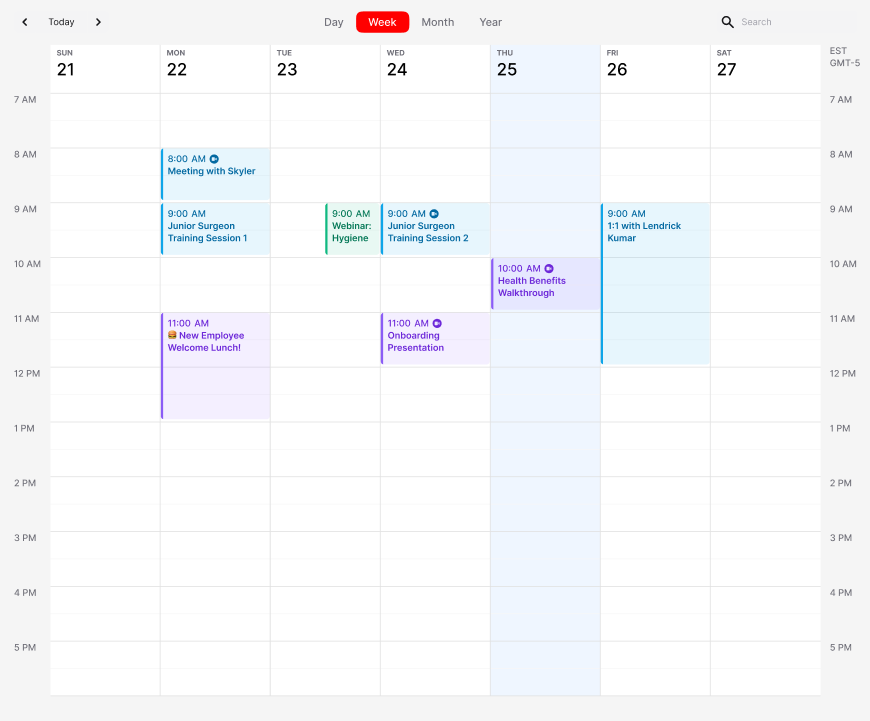 Today
Day Week Month Year
Search
SUN
21
MON
22
TUE
23
WED
24
THU
25
FRI
26
SAT
27
EST
GMT-5
7 AM
8 AM
9 AM
10 AM
11 AM
12 PM
1 PM
2 PM
3 PM
4 PM
5 PM
8:00 AM
Meeting with Skyler
9:00 AM
Junior Surgeon
Training Session 1
11:00 AM
🍔 New Employee
Welcome Lunch!
9:00 AM
Webinar:
Hygiene
9:00 AM
Junior Surgeon
Training Session 2
11:00 AM
Onboarding
Presentation
10:00 AM
Health Benefits
Walkthrough
9:00 AM
1:1 with Lendrick
Kumar
7 AM
8 AM
9 AM
10 AM
11 AM
12 PM
1 PM
2 PM
3 PM
4 PM
5 PM